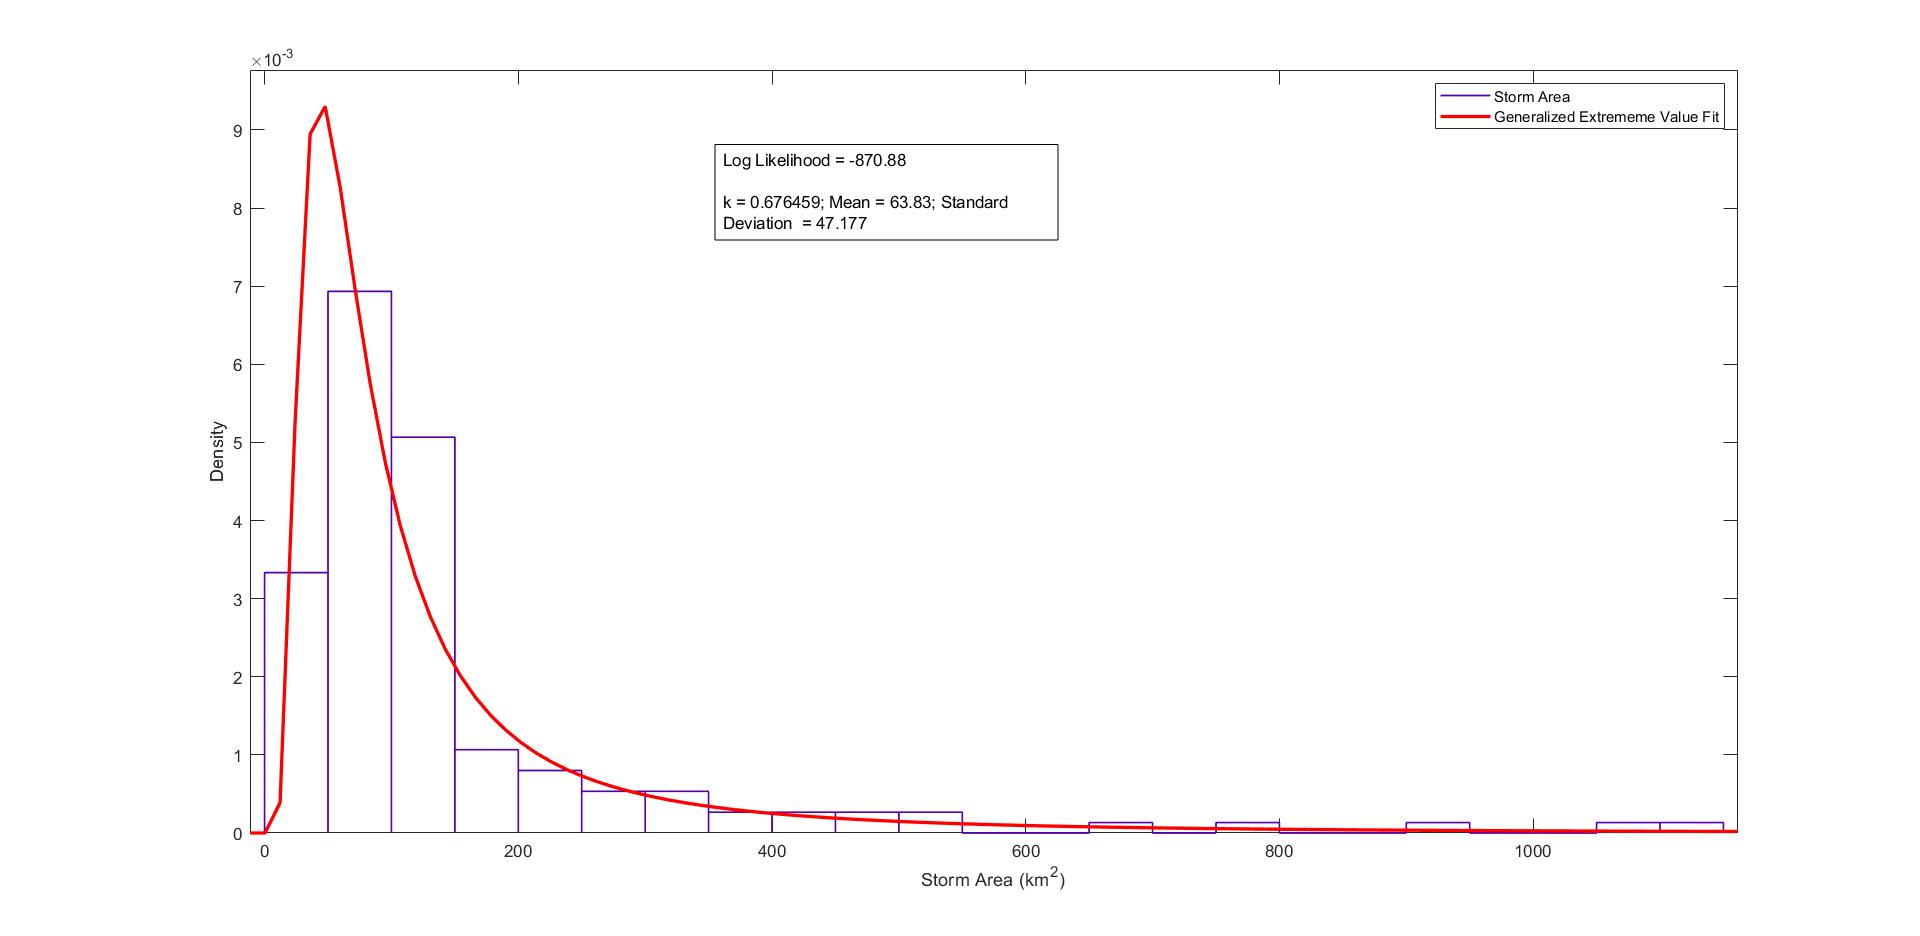 ×10-3
9
8
7
6
5
4
3
2
1
0
Density
0 200 400 600 800 1000
Storm Area (km2)
Storm Area
Generalized Extrememe Value Fit
Log Likelihood = -870.88
k = 0.676459; Mean = 63.83; Standard
Deviation = 47.177